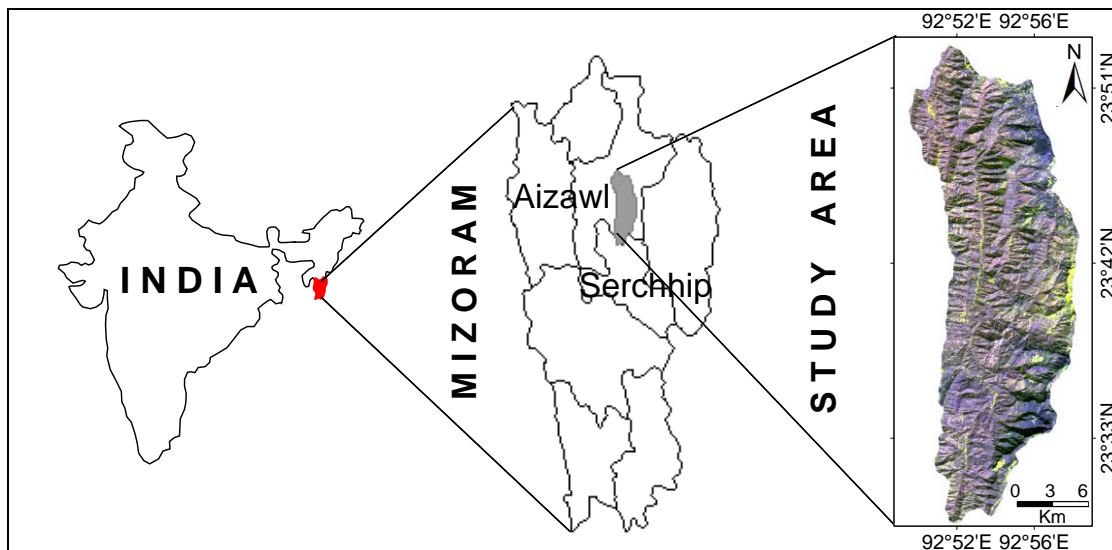 INDIA
MIZORAM
Aizawl
Serchhip
STUDY AREA
92°52'E 92°56'E
N
23°51'N
23°42'N
23°33'N
0 3 6
Km
92°52'E 92°56'E